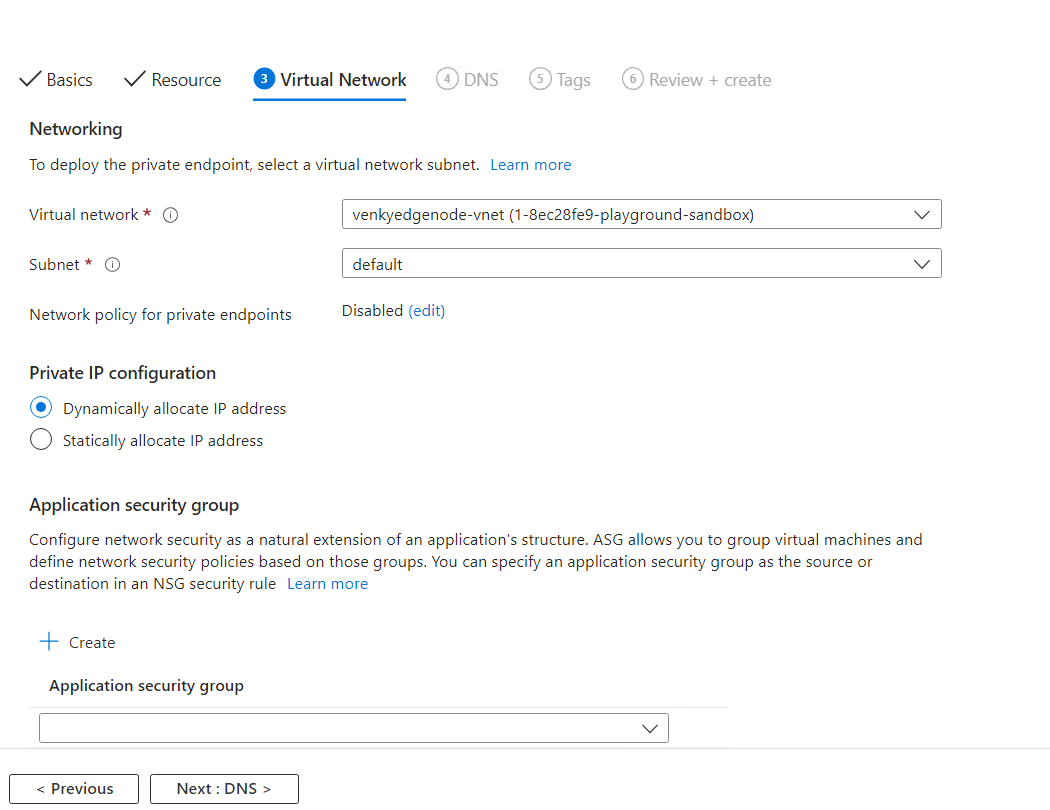 Basics Resource 3 Virtual Network 4 DNS 5 Tags 6 Review + create
Networking
To deploy the private endpoint, select a virtual network subnet. Learn more
Virtual network * venkyedgenode-vnet (1-8ec28fe9-playground-sandbox)
Subnet * default
Network policy for private endpoints Disabled (edit)
Private IP configuration
Dynamically allocate IP address
Statically allocate IP address
Application security group
Configure network security as a natural extension of an application's structure. ASG allows you to group virtual machines and
define network security policies based on those groups. You can specify an application security group as the source or
destination in an NSG security rule Learn more
+ Create
Application security group
< Previous Next : DNS >